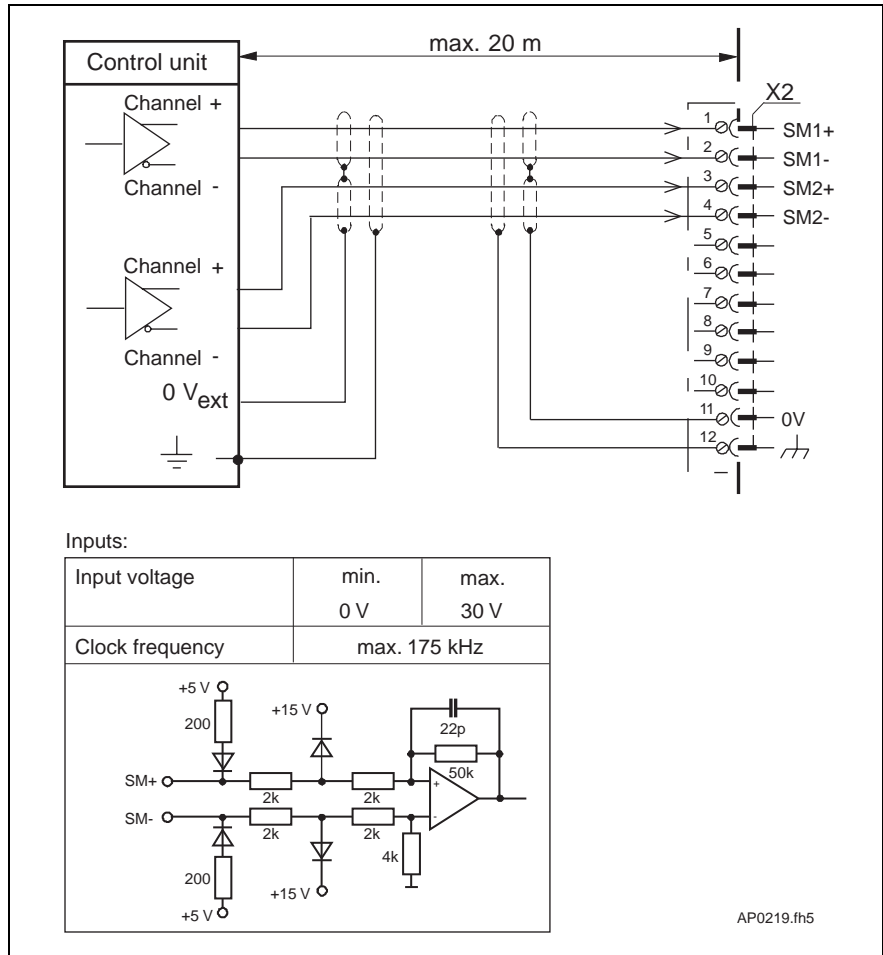 max. 20 m
Control unit
X2
Channel +
1
SM1+
2
SM1-
Channel -
3
SM2+
4
SM2-
5
Channel +
6
7
8
Channel -
9
0 Vext
10
11
0V
12
Inputs:
Input voltage
min.
max.
0 V
30 V
Clock frequency
max. 175 kHz
+5 V
+15 V
200
22p
50k
SM+
2k
2k
+
SM-
2k
2k
-
4k
200
+15 V
+5 V
AP0219.fh5